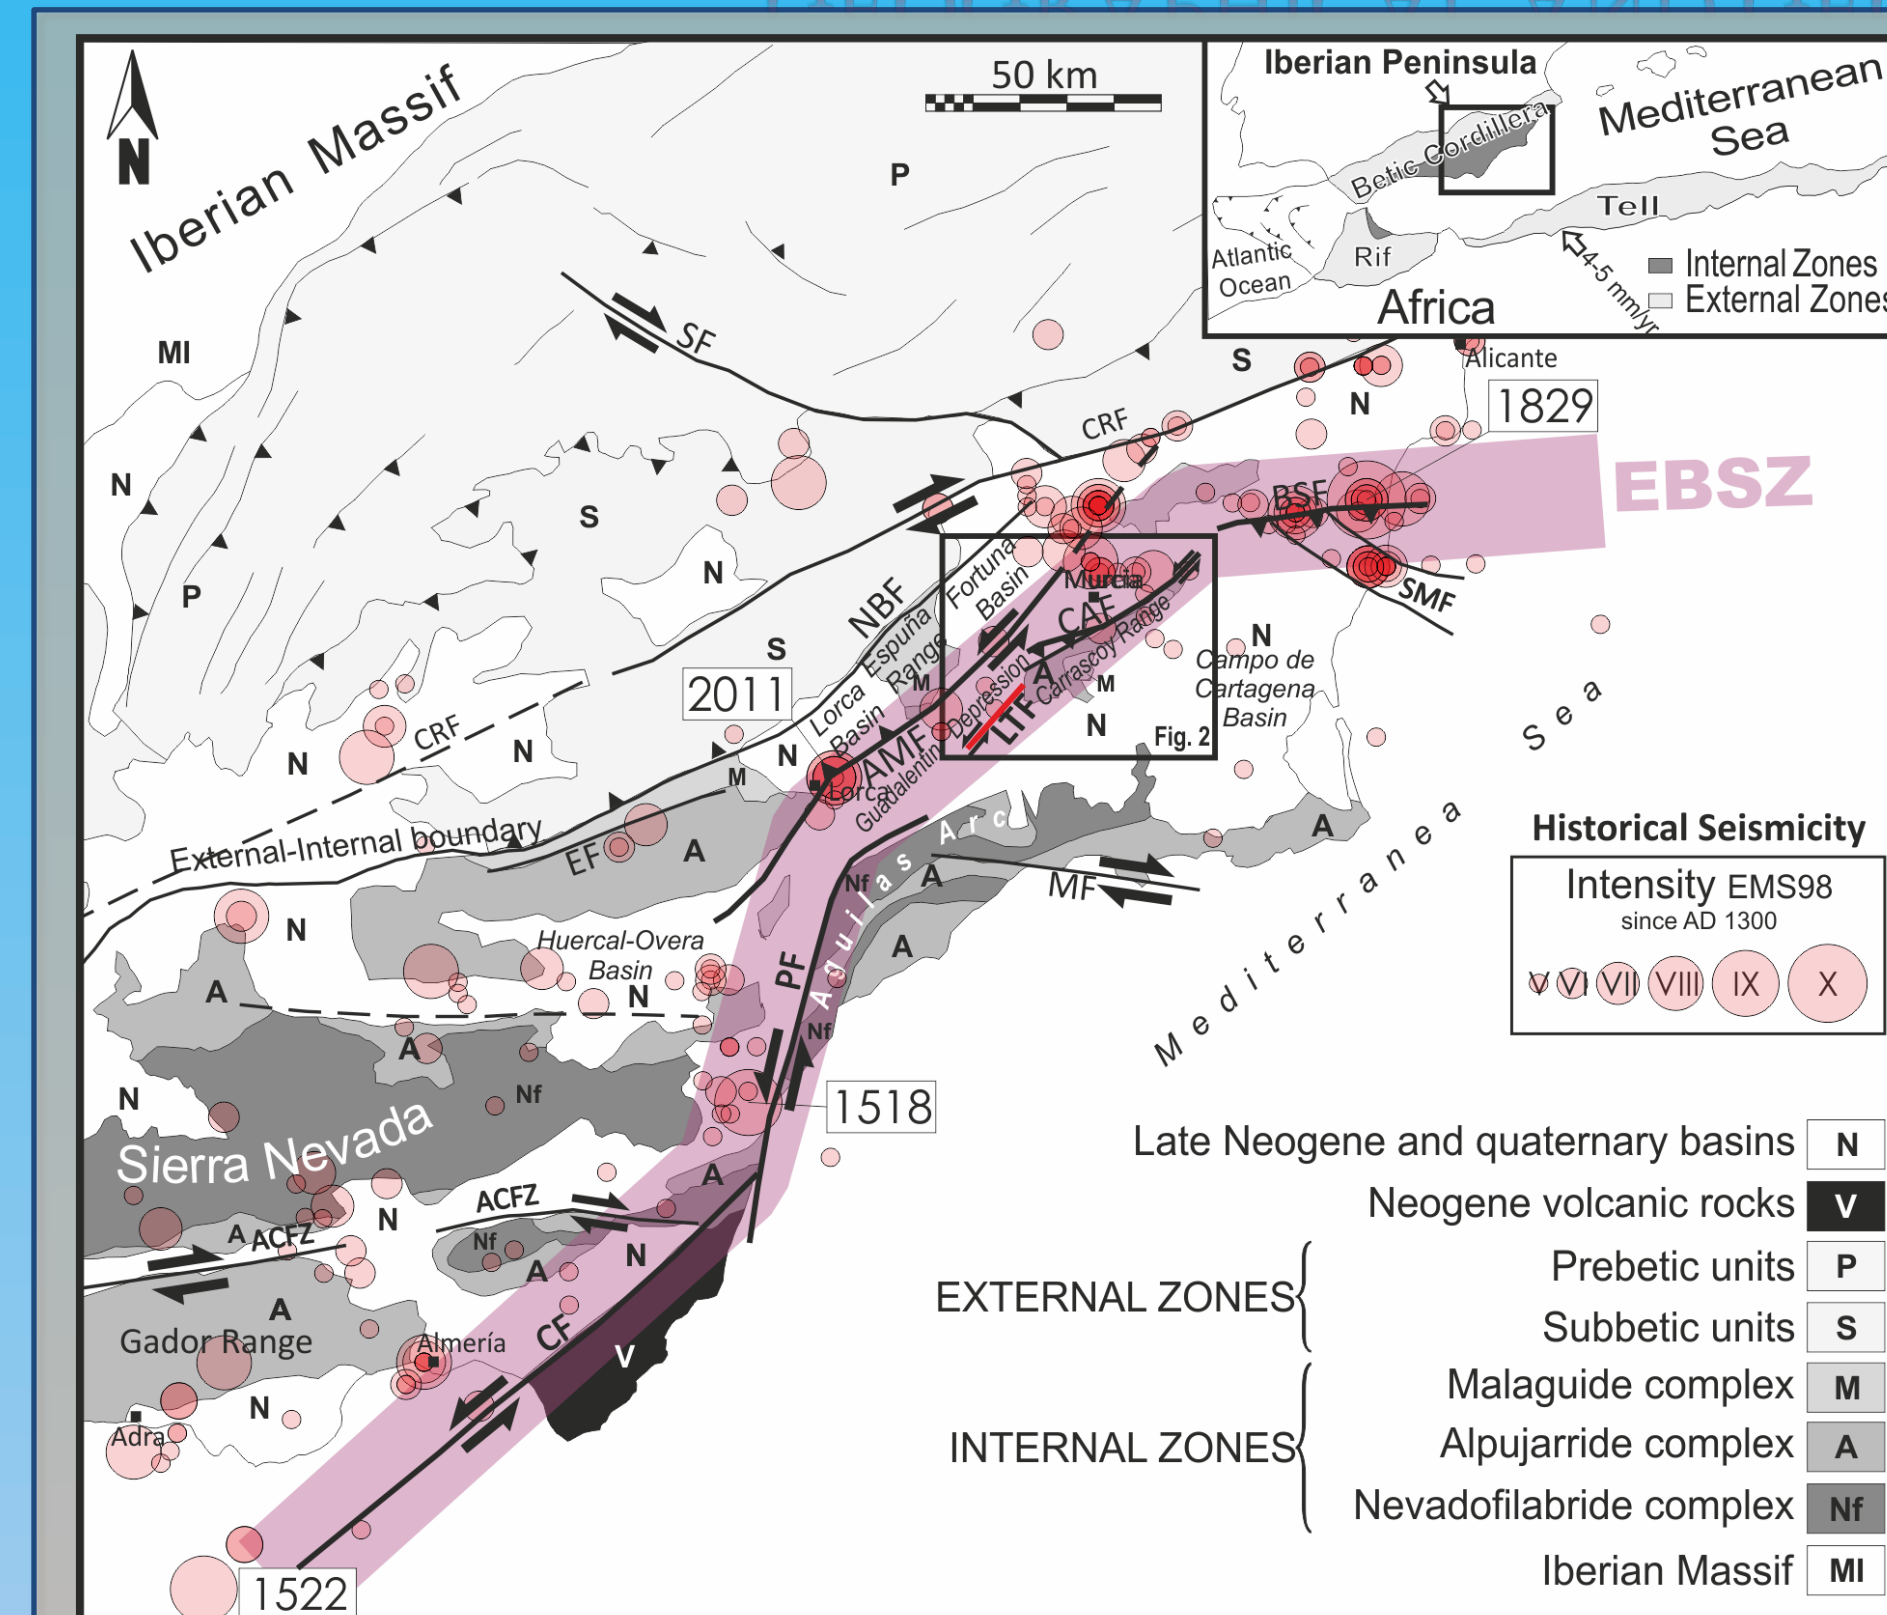 N
Iberian Massif
50 km
Iberian Peninsula
Mediterranean
Sea
Betic Cordillera
Tell
Atlantic
Ocean
Rif
4-5 mm/yr
Africa
Internal Zones
External Zones
P
MI
SF
S
Alicante
N
1829
CRF
EBSZ
BSF
SMF
N
S
N
P
NBF
Fortuna
Basin
Murcia
CAF
Carrascoy Range
Espuña
Range
S
M
A
M
N
Campo de
Cartagena
Basin
N
Fig. 2
2011
Lorca
Basin
AMF
LTF
Guadalentin Depression
Lorca
N
M
CRF
N
N
External-Internal boundary
EF
A
Aguilas Arc
A
Nf
A
A
MF
Mediterranea Sea
Historical Seismicity
Intensity EMS98
since AD 1300
V VI VII VIII IX X
N
Huercal-Overa
Basin
N
A
PF
Nf
A
N
Nf
Sierra Nevada
1518
A
ACFZ
N
A
ACFZ
Nf
N
A
A
Gador Range
Almería
CF
V
N
Adra
1522
Late Neogene and quaternary basins N
Neogene volcanic rocks V
EXTERNAL ZONES
Prebetic units P
Subbetic units S
INTERNAL ZONES
Malaguide complex M
Alpujarride complex A
Nevadofilabride complex Nf
Iberian Massif MI